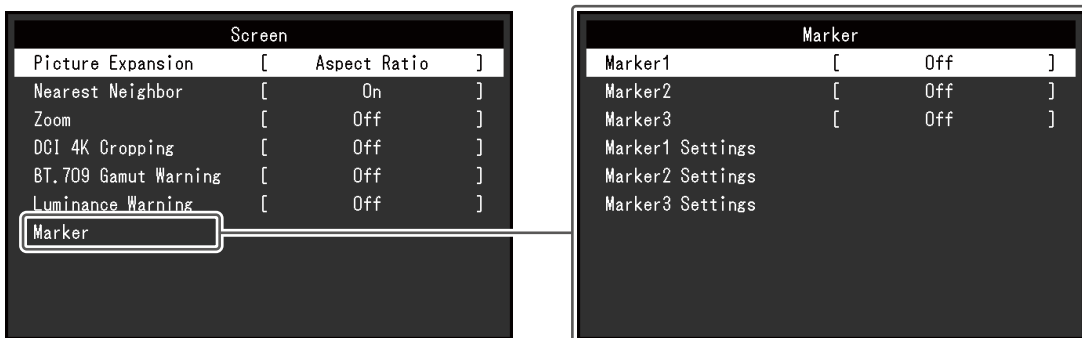 Screen
Picture Expansion [ Aspect Ratio ]
Nearest Neighbor [ On ]
Zoom [ Off ]
DCI 4K Cropping [ Off ]
BT.709 Gamut Warning [ Off ]
Luminance Warning [ Off ]
Marker
Marker
Marker1 [ Off ]
Marker2 [ Off ]
Marker3 [ Off ]
Marker1 Settings
Marker2 Settings
Marker3 Settings